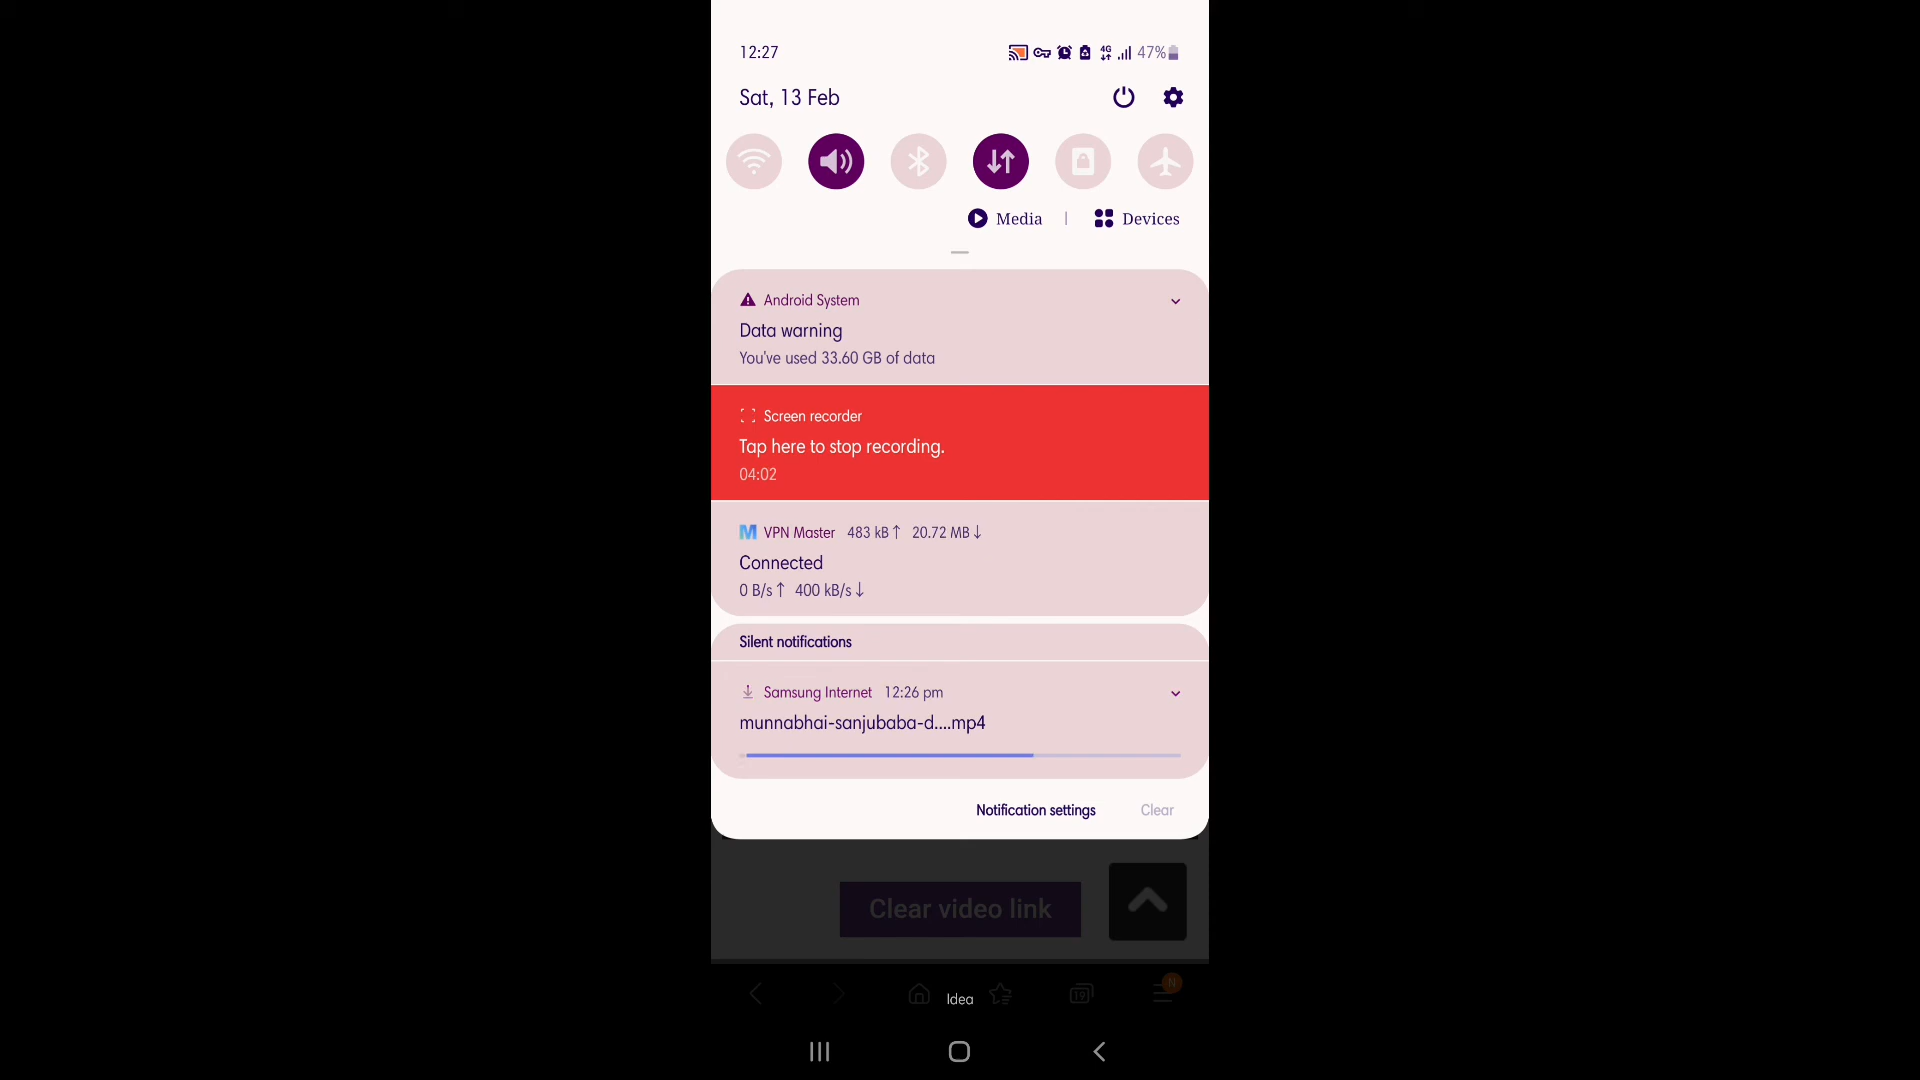 12:27 4G 47%
Sat, 13 Feb
Media | Devices
Android System
Data warning
You've used 33.60 GB of data
Screen recorder
Tap here to stop recording.
04:02
M VPN Master 483 kB↑ 20.72 MB↓
Connected
0 B/s↑ 400 kB/s↓
Silent notifications
Samsung Internet 12:26 pm
munnabhai-sanjubaba-d....mp4
Notification settings Clear
Clear video link
Idea 19 N